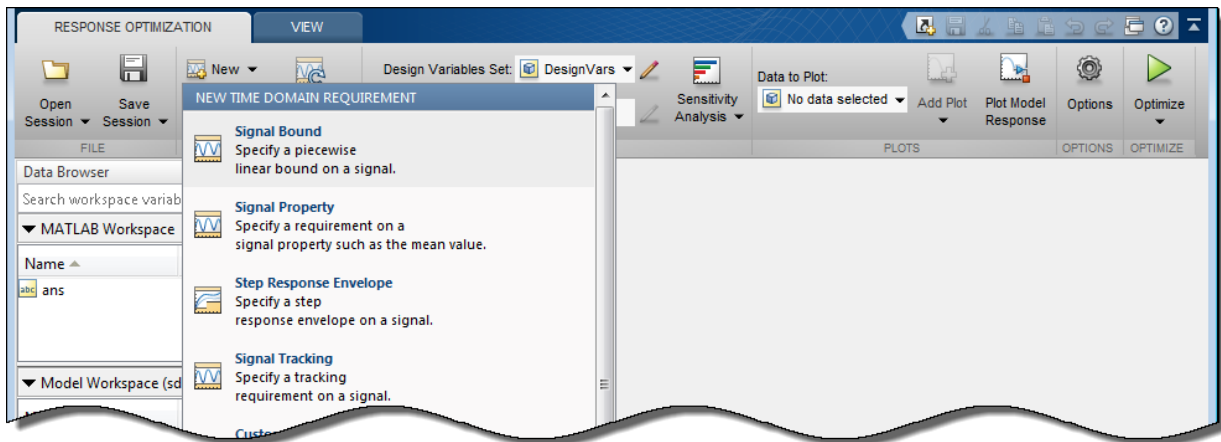 RESPONSE OPTIMIZATION
VIEW
New
Design Variables Set:
DesignVars
Data to Plot:
No data selected
Open
Session
Save
Session
Sensitivity
Analysis
Add Plot
Plot Model
Response
Options
Optimize
FILE
PLOTS
OPTIONS
OPTIMIZE
NEW TIME DOMAIN REQUIREMENT
Signal Bound
Specify a piecewise
linear bound on a signal.
Signal Property
Specify a requirement on a
signal property such as the mean value.
Step Response Envelope
Specify a step
response envelope on a signal.
Signal Tracking
Specify a tracking
requirement on a signal.
Data Browser
Search workspace variab
MATLAB Workspace
Name
abc ans
Model Workspace (sd